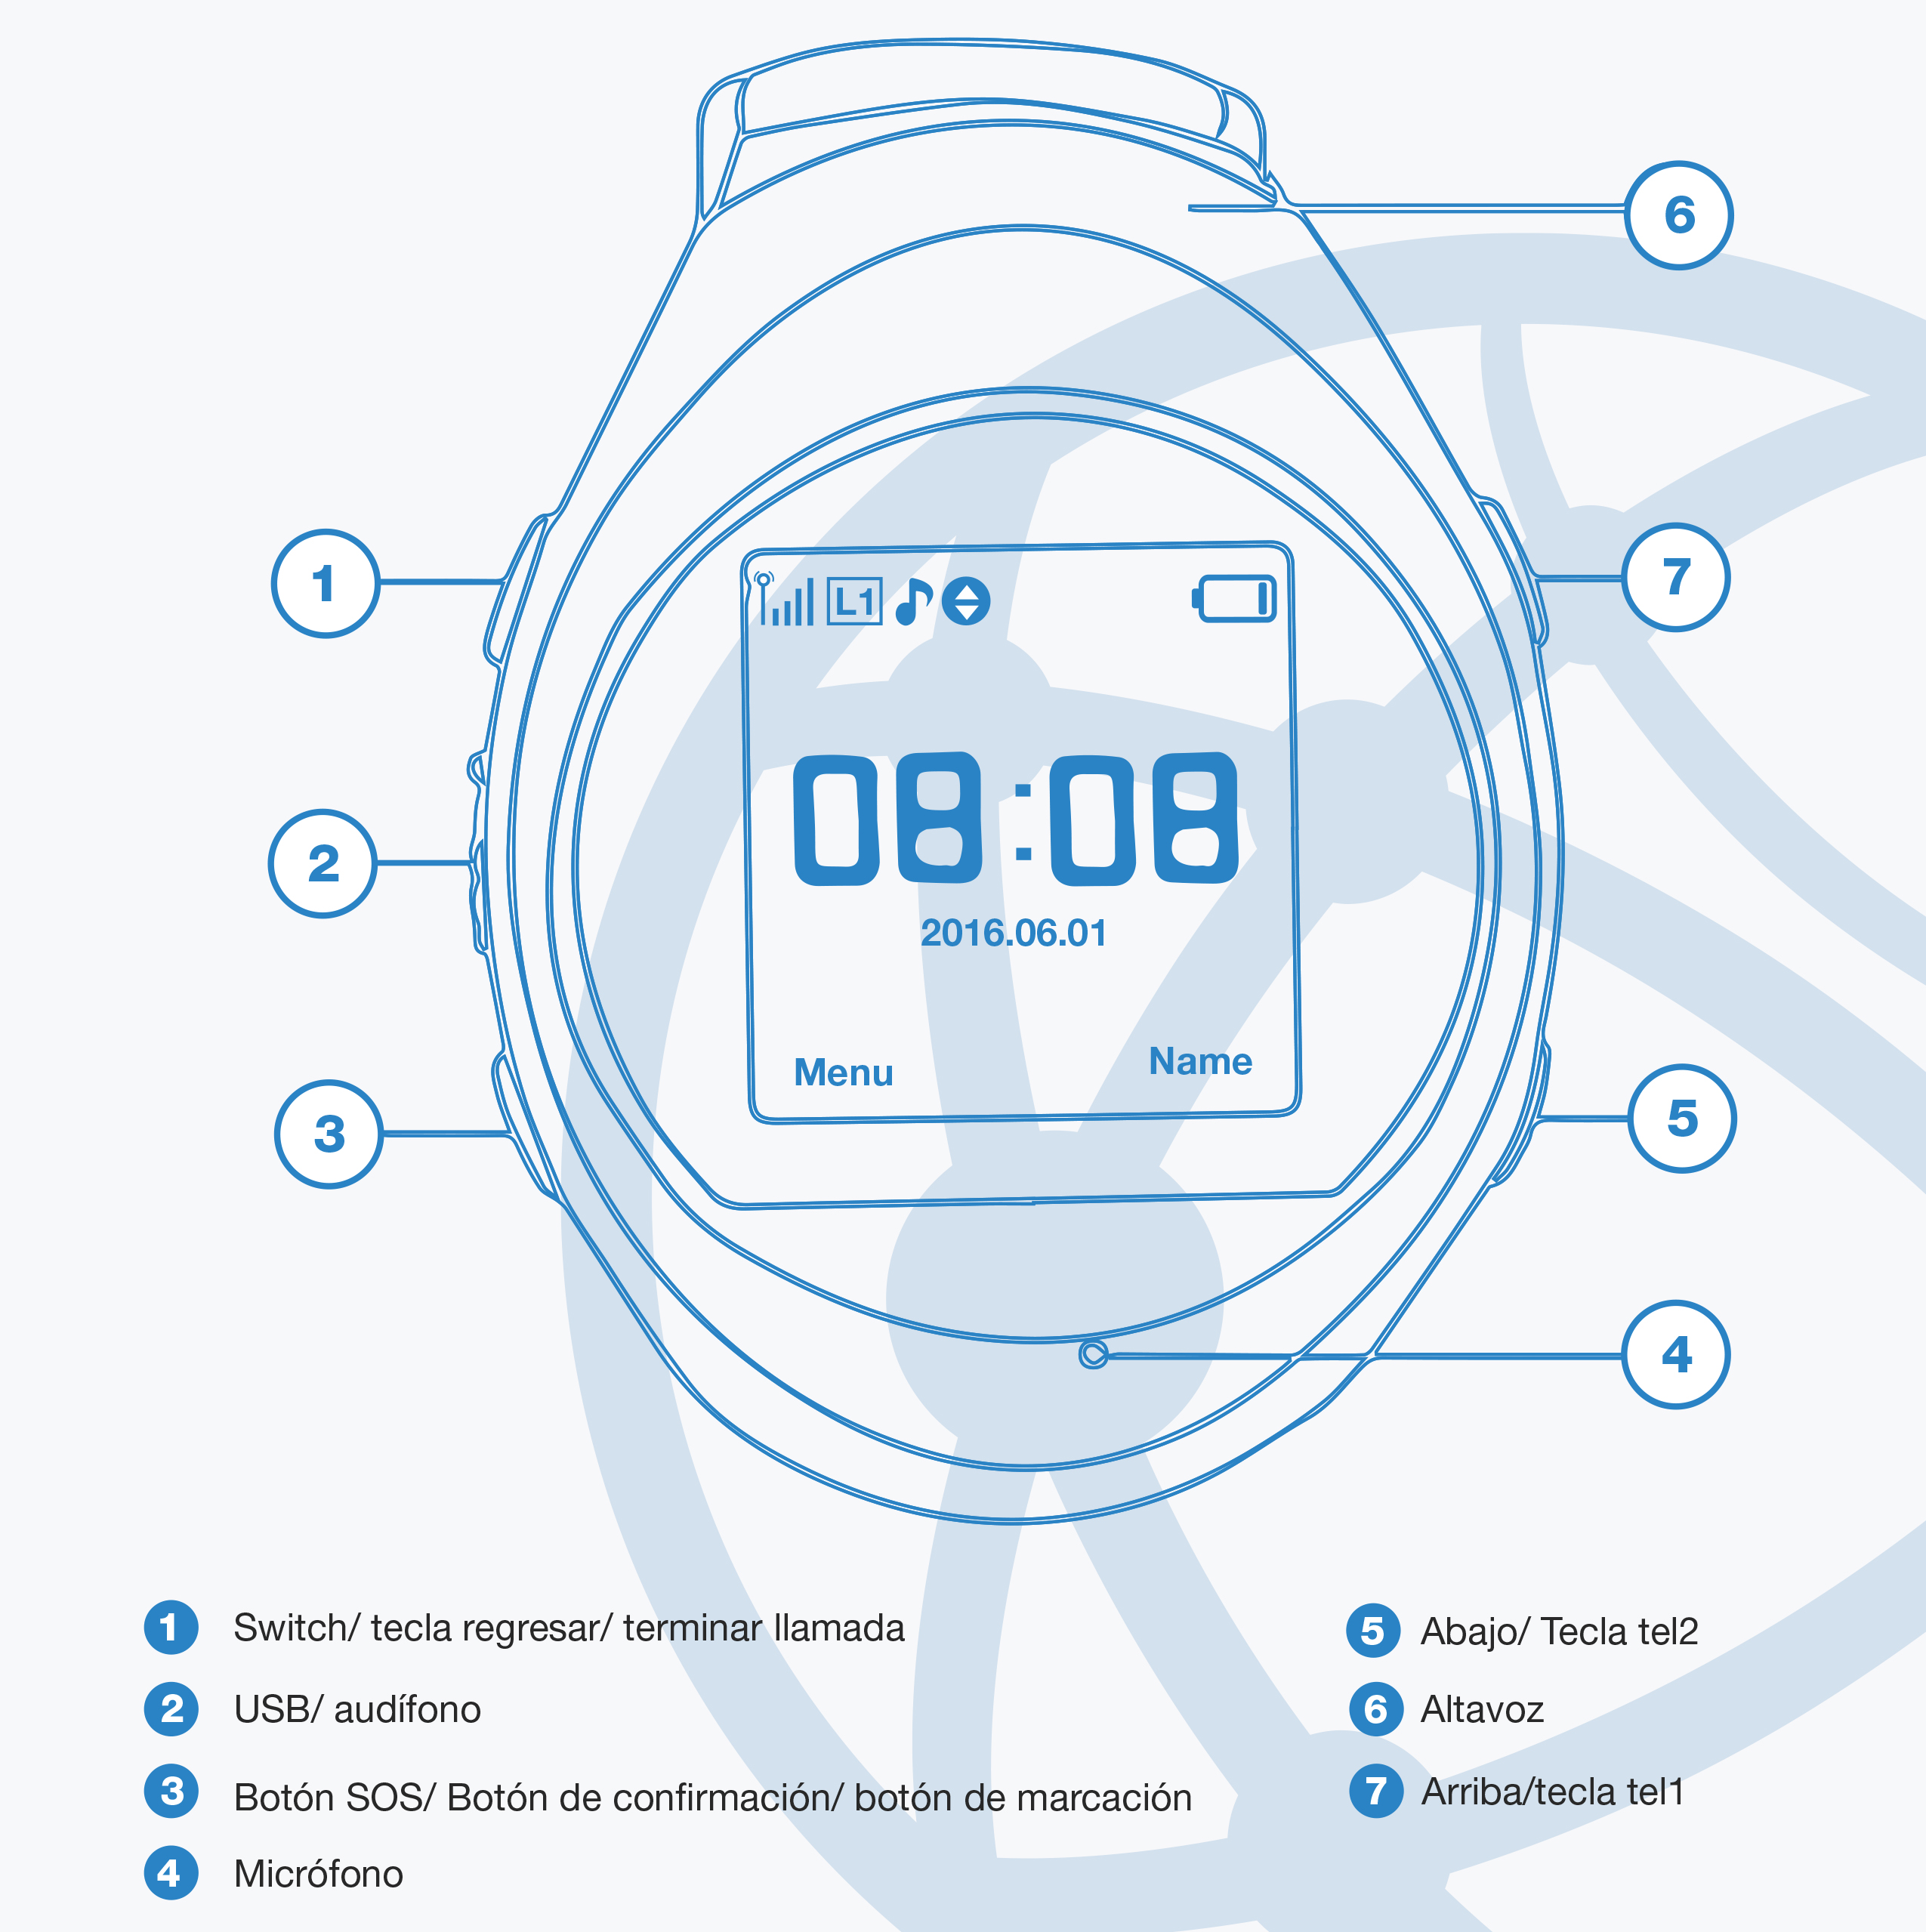 6
1
7
L1
08:08
2
2016.06.01
Name
Menu
3
5
4
1 Switch/ tecla regresar/ terminar llamada
2 USB/ audífono
3 Botón SOS/ Botón de confirmación/ botón de marcación
4 Micrófono
5 Abajo/ Tecla tel2
6 Altavoz
7 Arriba/tecla tel1